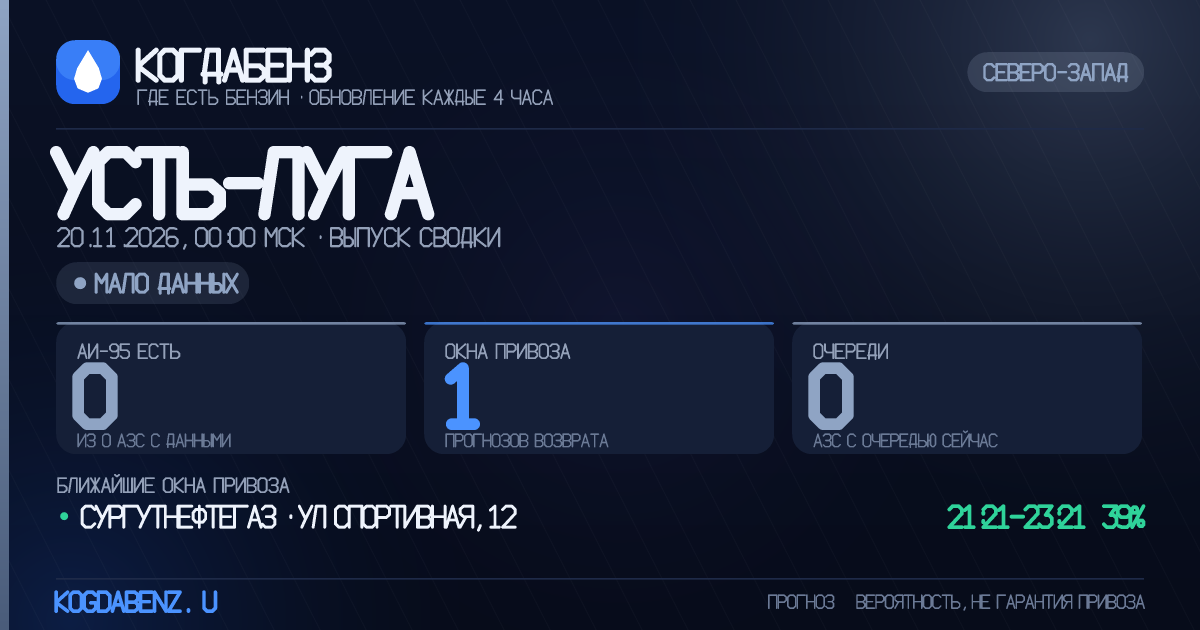 КОГДАБЕНЗ
ГДЕ ЕСТЬ БЕНЗИН · ОБНОВЛЕНИЕ КАЖДЫЕ 4 ЧАСА
СЕВЕРО-ЗАПАД
УСТЬ-ЛУГА
20.11.2026, 00:00 МСК · ВЫПУСК СВОДКИ
МАЛО ДАННЫХ
АИ-95 ЕСТЬ
0
ИЗ 0 АЗС С ДАННЫМИ
ОКНА ПРИВОЗА
1
ПРОГНОЗОВ ВОЗВРАТА
ОЧЕРЕДИ
0
АЗС С ОЧЕРЕДЬЮ СЕЙЧАС
БЛИЖАЙШИЕ ОКНА ПРИВОЗА
• СУРГУТНЕФТЕГАЗ · УЛ СПОРТИВНАЯ, 12
21:21–23:21 39%
KOGDABENZ. U
ПРОГНОЗ ВЕРОЯТНОСТЬ, НЕ ГАРАНТИЯ ПРИВОЗА